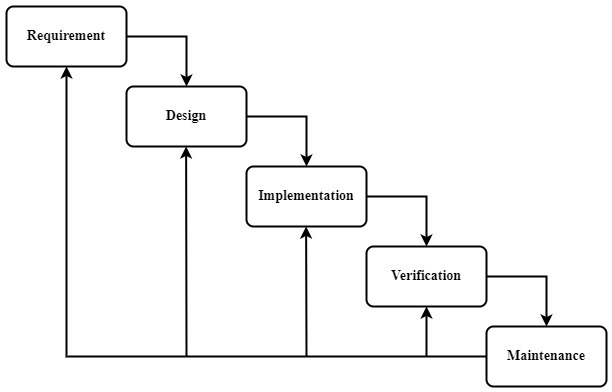 Requirement
Design
Implementation
Verification
Maintenance